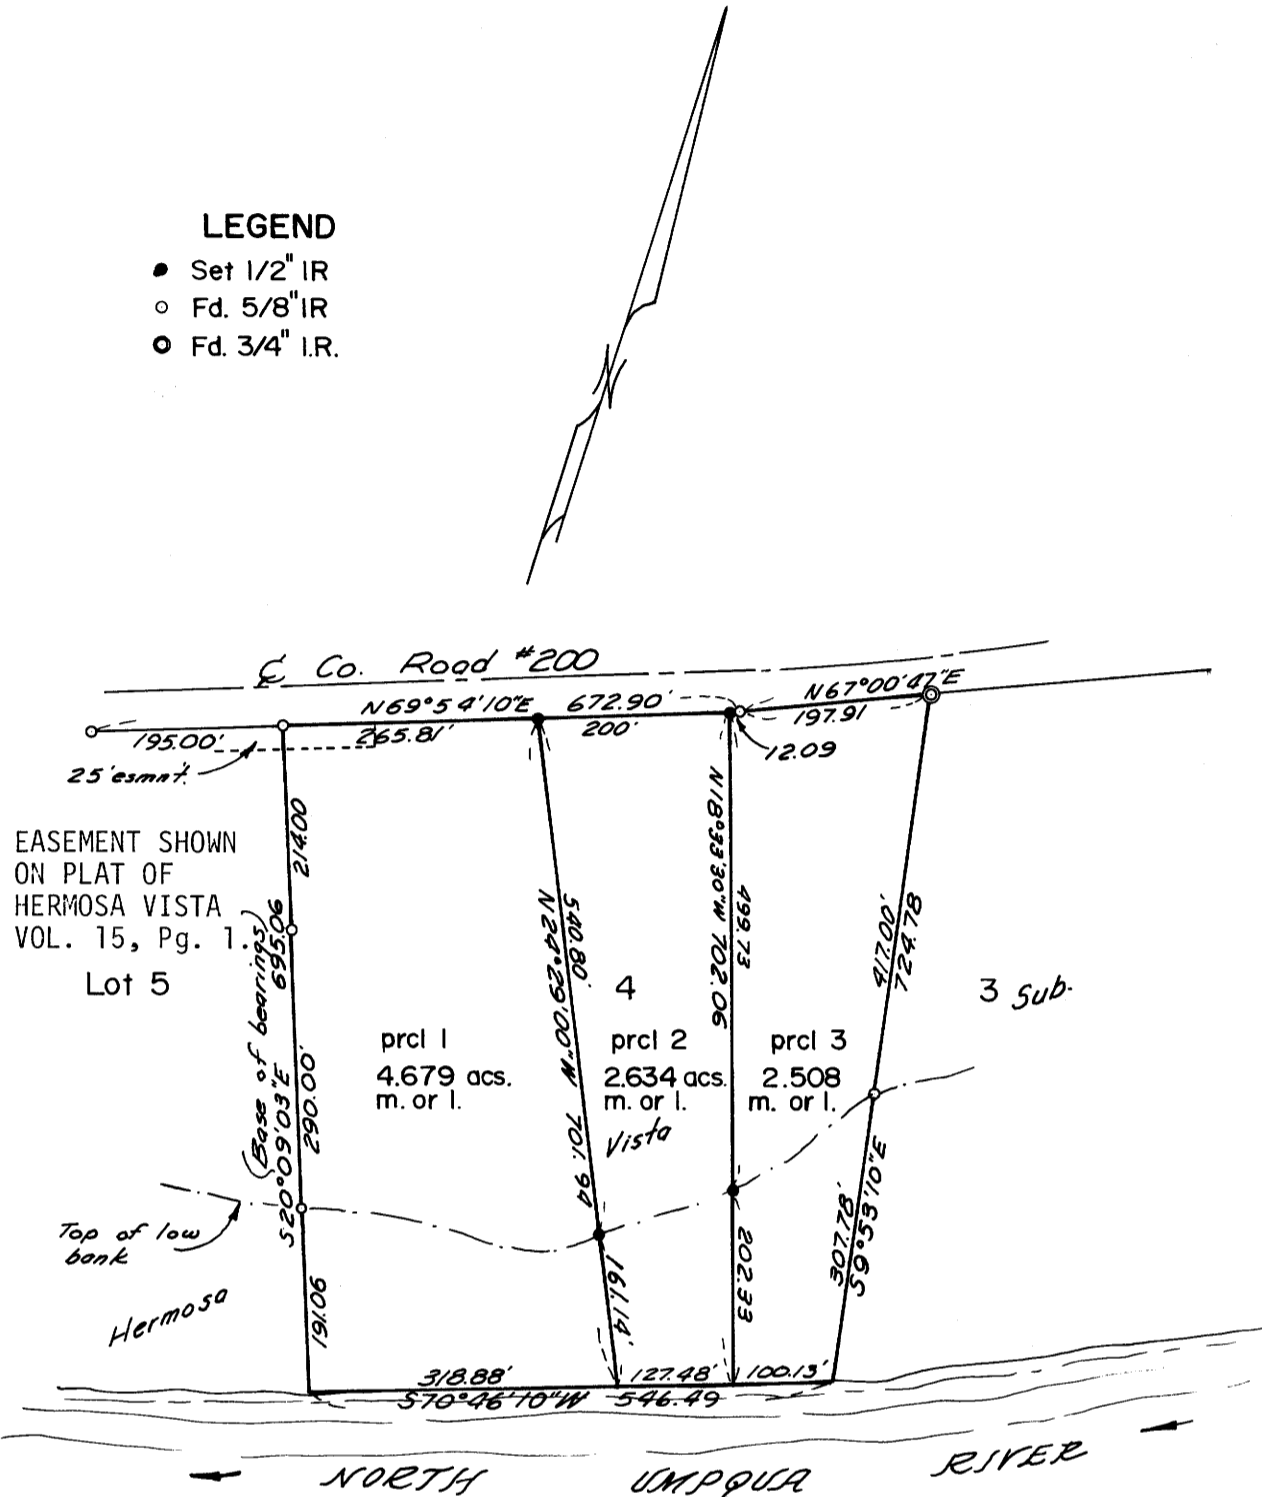 LEGEND
Set 1/2" IR
Fd. 5/8" IR
Fd. 3/4" I.R.
℄ Co. Road #200
N69°54'10"E 672.90'
N67°00'47"E
195.00'
265.81'
200'
197.91
12.09
25' esmnt.
EASEMENT SHOWN
ON PLAT OF
HERMOSA VISTA
VOL. 15, Pg. 1.
Lot 5
214.00
695.06
(Base of bearings)
S20°09'03"E
290.00'
191.06
540.80'
N24°29'00"W 701.94
161.14'
N18°33'30"W 702.06
499.73
202.33
417.00'
724.78
307.78'
S9°53'10"E
4
3 Sub.
prcl 1
4.679 acs.
m. or l.
prcl 2
2.634 acs.
m. or l.
prcl 3
2.508
m. or l.
Vista
Top of low
bank
Hermosa
318.88'
127.48'
100.13'
S70°46'10"W 546.49
NORTH UMPQUA RIVER